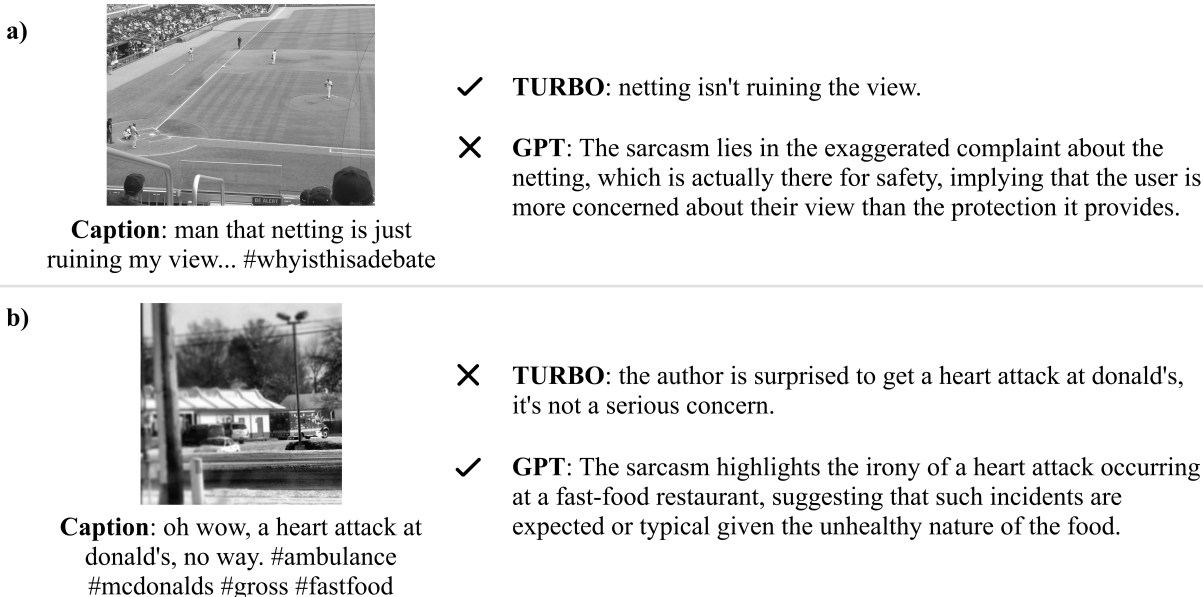 a)
TURBO: netting isn't ruining the view.
GPT: The sarcasm lies in the exaggerated complaint about the
netting, which is actually there for safety, implying that the user is
more concerned about their view than the protection it provides.
Caption: man that netting is just
ruining my view... #whyisthisadebate
b)
TURBO: the author is surprised to get a heart attack at donald's,
it's not a serious concern.
GPT: The sarcasm highlights the irony of a heart attack occurring
at a fast-food restaurant, suggesting that such incidents are
expected or typical given the unhealthy nature of the food.
Caption: oh wow, a heart attack at
donald's, no way. #ambulance
#mcdonalds #gross #fastfood